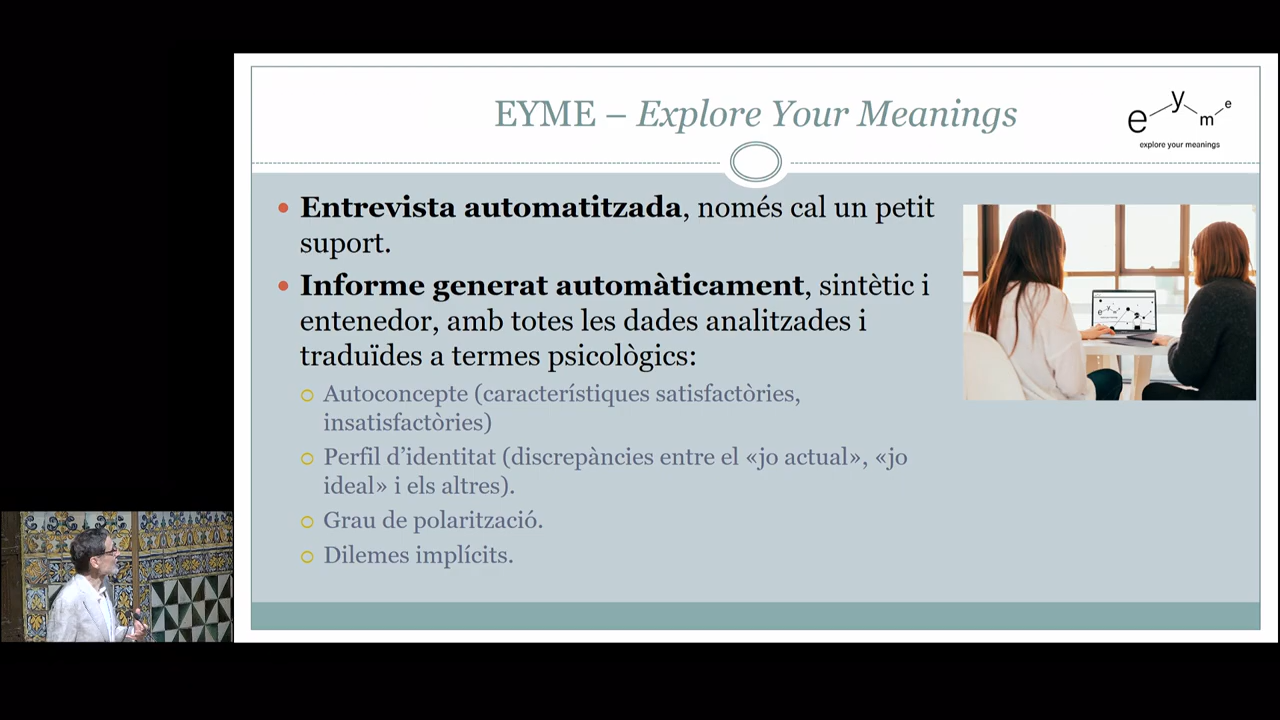 EYME – Explore Your Meanings
e y m e
explore your meanings
Entrevista automatitzada, només cal un petit
suport.
Informe generat automàticament, sintètic i
entenedor, amb totes les dades analitzades i
traduïdes a termes psicològics:
Autoconcepte (característiques satisfactòries,
insatisfactòries)
Perfil d’identitat (discrepàncies entre el «jo actual», «jo
ideal» i els altres).
Grau de polarització.
Dilemes implícits.